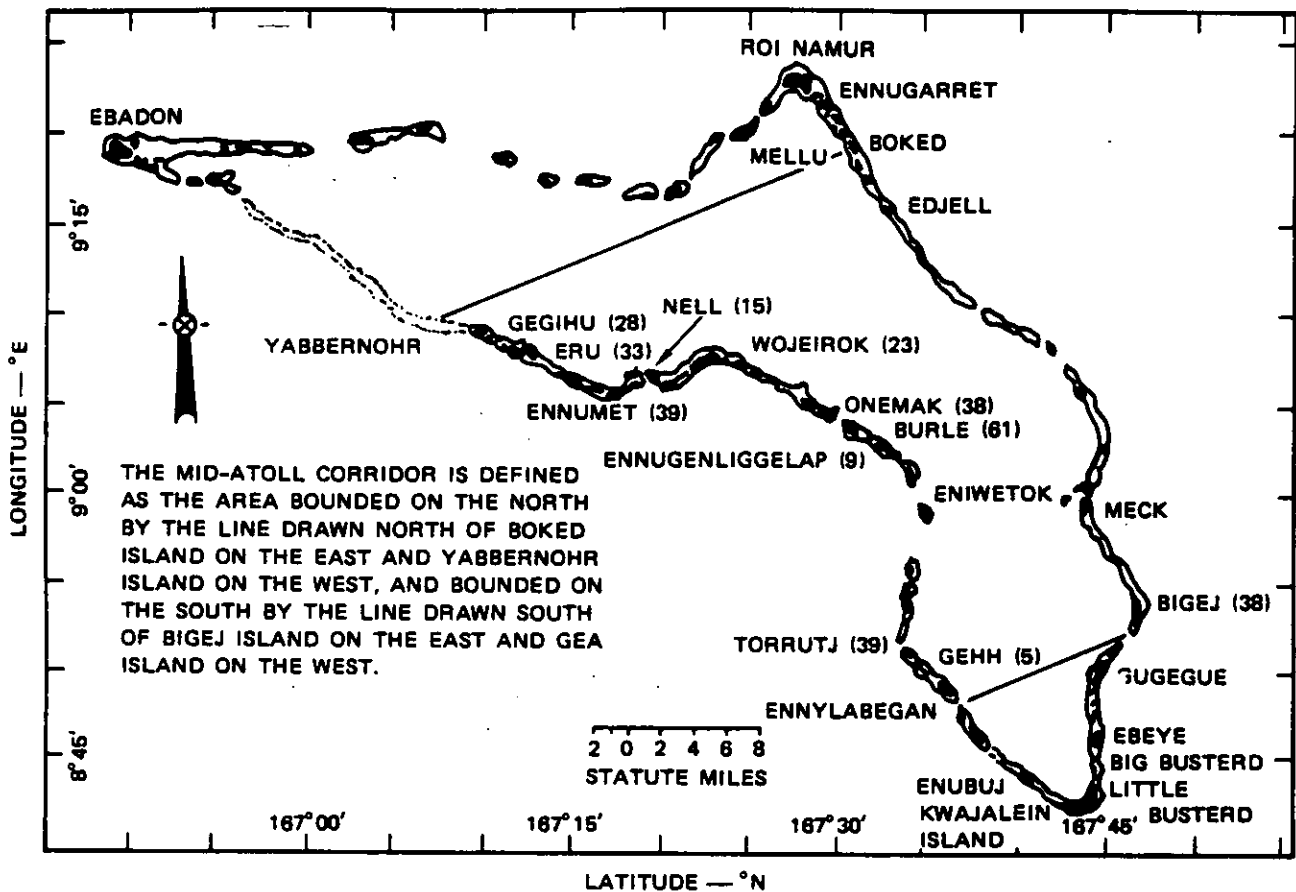 ROI NAMUR
ENNUGARRET
EBADON
BOKED
MELLU
EDJELL
9°15′
NELL (15)
GEGIHU (28)
WOJEIROK (23)
YABBERNOHR
ERU (33)
ENNUMET (39)
ONEMAK (38)
BURLE (61)
ENNUGENLIGGELAP (9)
LONGITUDE — °E
9°00′
ENIWETOK
MECK
THE MID-ATOLL CORRIDOR IS DEFINED
AS THE AREA BOUNDED ON THE NORTH
BY THE LINE DRAWN NORTH OF BOKED
ISLAND ON THE EAST AND YABBERNOHR
ISLAND ON THE WEST, AND BOUNDED ON
THE SOUTH BY THE LINE DRAWN SOUTH
OF BIGEJ ISLAND ON THE EAST AND GEA
ISLAND ON THE WEST.
BIGEJ (38)
TORRUTJ (39)
GEHH (5)
GUGEGUE
ENNYLABEGAN
8°45′
2 0 2 4 6 8
STATUTE MILES
EBEYE
BIG BUSTERD
LITTLE
BUSTERD
ENUBUJ
KWAJALEIN
ISLAND
167°00′
167°15′
167°30′
167°45′
LATITUDE — °N